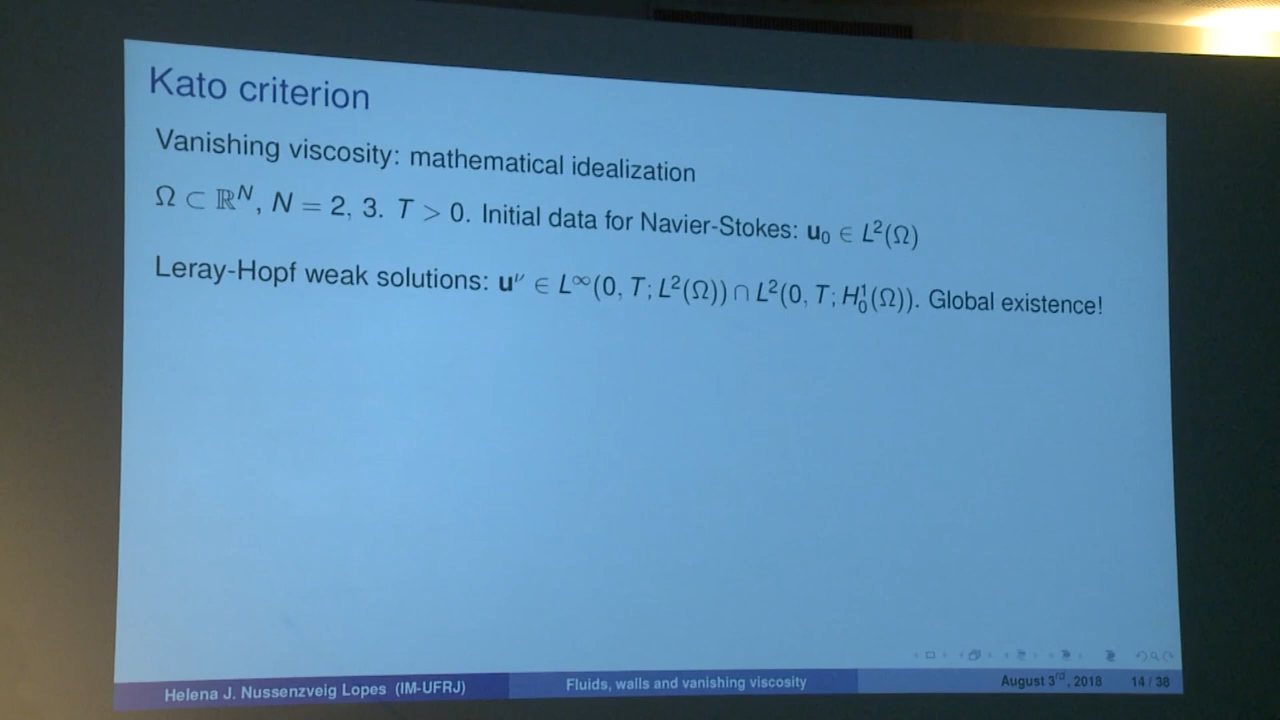 Kato criterion
Vanishing viscosity: mathematical idealization
Ω ⊂ ℝᴺ, N = 2, 3. T > 0. Initial data for Navier-Stokes: u₀ ∈ L²(Ω)
Leray-Hopf weak solutions: uᵛ ∈ L^∞(0, T; L²(Ω)) ∩ L²(0, T; H¹₀(Ω)). Global existence!
Helena J. Nussenzveig Lopes (IM-UFRJ) Fluids, walls and vanishing viscosity August 3rd, 2018 14 / 38